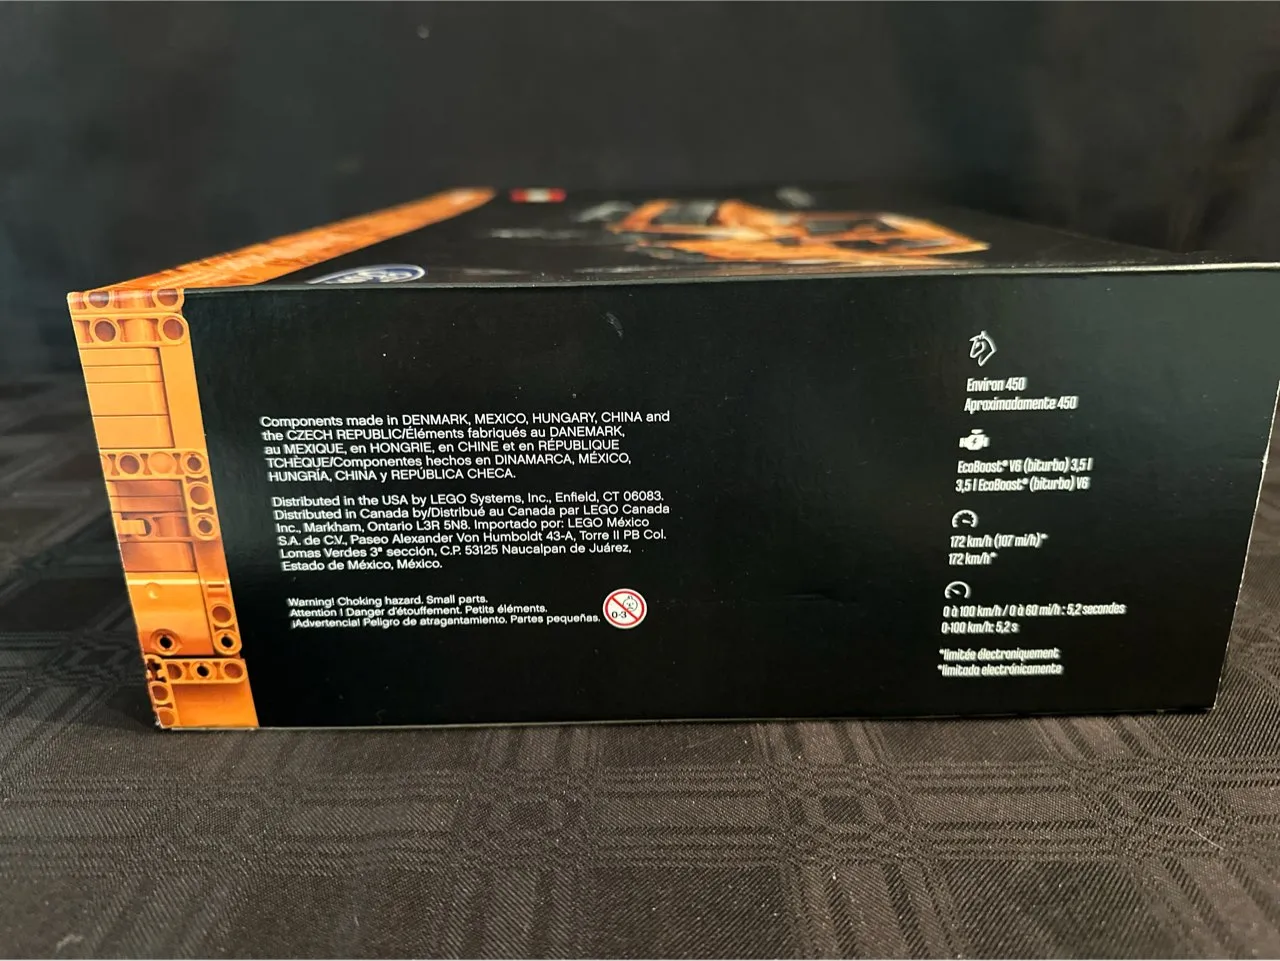 Components made in DENMARK, MEXICO, HUNGARY, CHINA and
the CZECH REPUBLIC/Éléments fabriqués au DANEMARK,
au MEXIQUE, en HONGRIE, en CHINE et en RÉPUBLIQUE
TCHÈQUE/Componentes hechos en DINAMARCA, MÉXICO,
HUNGRÍA, CHINA y REPÚBLICA CHECA.
Distributed in the USA by LEGO Systems, Inc., Enfield, CT 06083.
Distributed in Canada by/Distribué au Canada par LEGO Canada
Inc., Markham, Ontario L3R 5N8. Importado por: LEGO México
S.A. de C.V., Paseo Alexander Von Humboldt 43-A, Torre II PB Col.
Lomas Verdes 3ª sección, C.P. 53125 Naucalpan de Juárez,
Estado de México, México.
Warning! Choking hazard. Small parts.
Attention ! Danger d'étouffement. Petits éléments.
¡Advertencia! Peligro de atragantamiento. Partes pequeñas.
0-3
Environ 450
Aproximadamente 450
EcoBoost® V6 (biturbo) 3,5 l
3,5 l EcoBoost® (biturbo) V6
172 km/h (107 mi/h)*
172 km/h*
0 à 100 km/h / 0 à 60 mi/h : 5,2 secondes
0-100 km/h: 5,2 s
*limitée électroniquement
*limitada electrónicamente